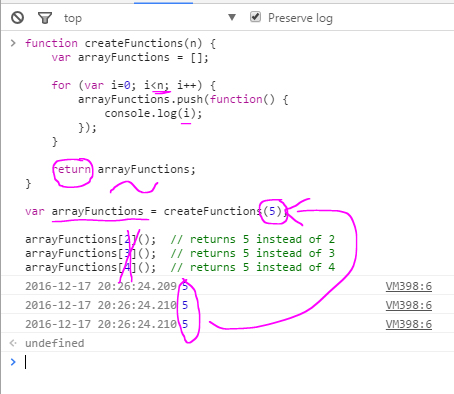 top Preserve log
function createFunctions(n) {
var arrayFunctions = [];
for (var i=0; i<n; i++) {
arrayFunctions.push(function() {
console.log(i);
});
}
return arrayFunctions;
}
var arrayFunctions = createFunctions(5);
arrayFunctions[2](); // returns 5 instead of 2
arrayFunctions[3](); // returns 5 instead of 3
arrayFunctions[4](); // returns 5 instead of 4
2016-12-17 20:26:24.209 5 VM398:6
2016-12-17 20:26:24.210 5 VM398:6
2016-12-17 20:26:24.210 5 VM398:6
undefined